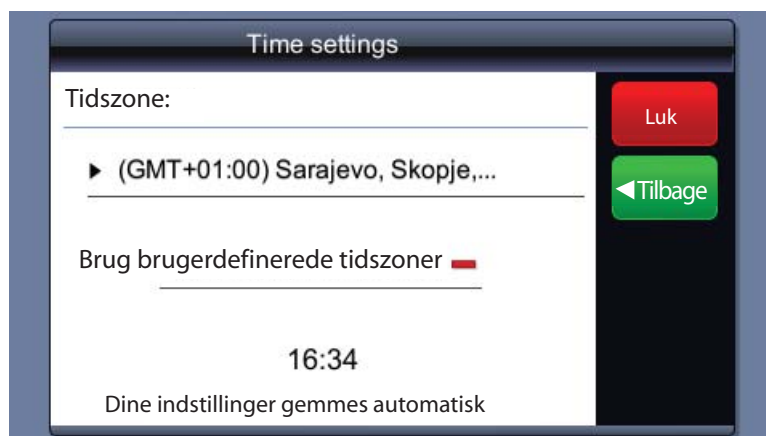 Time settings
Tidszone:
Luk
(GMT+01:00) Sarajevo, Skopje,...
Tilbage
Brug brugerdefinerede tidszoner
16:34
Dine indstillinger gemmes automatisk